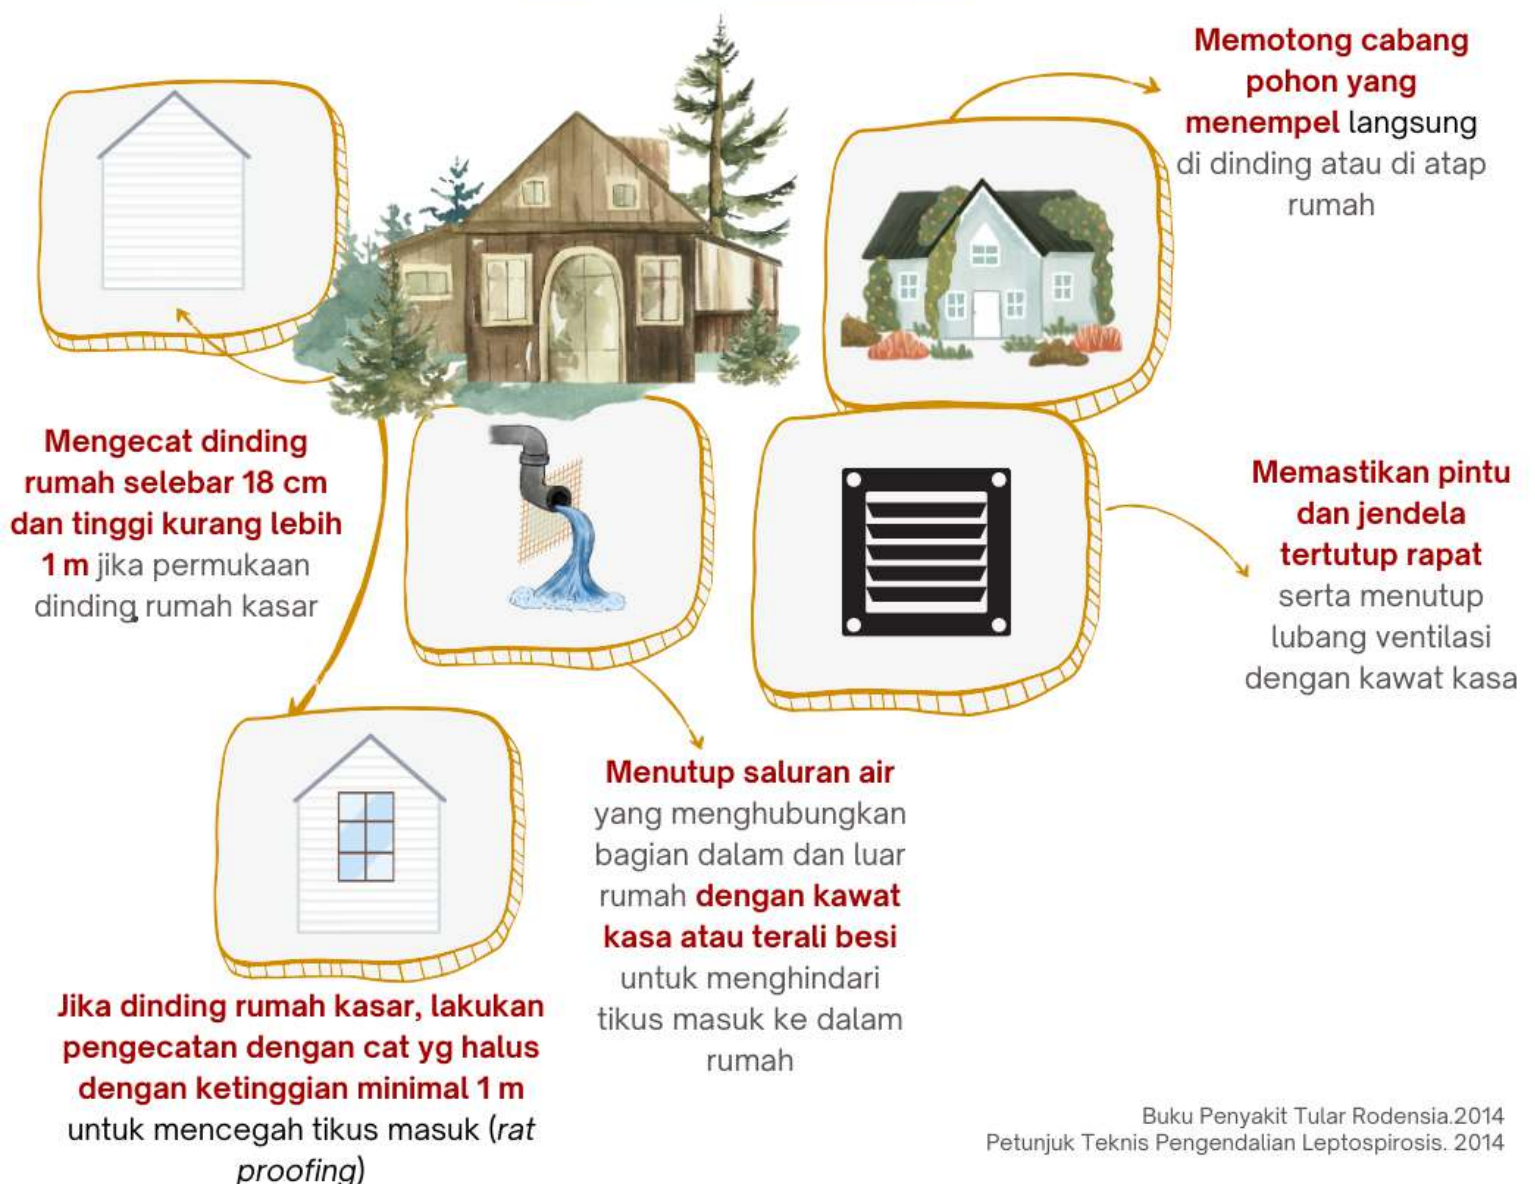 Memotong cabang
pohon yang
menempel langsung
di dinding atau di atap
rumah
Mengecat dinding
rumah selebar 18 cm
dan tinggi kurang lebih
1 m jika permukaan
dinding rumah kasar
Memastikan pintu
dan jendela
tertutup rapat
serta menutup
lubang ventilasi
dengan kawat kasa
Menutup saluran air
yang menghubungkan
bagian dalam dan luar
rumah dengan kawat
kasa atau terali besi
untuk menghindari
tikus masuk ke dalam
rumah
Jika dinding rumah kasar, lakukan
pengecatan dengan cat yg halus
dengan ketinggian minimal 1 m
untuk mencegah tikus masuk (rat
proofing)
Buku Penyakit Tular Rodensia.2014
Petunjuk Teknis Pengendalian Leptospirosis. 2014